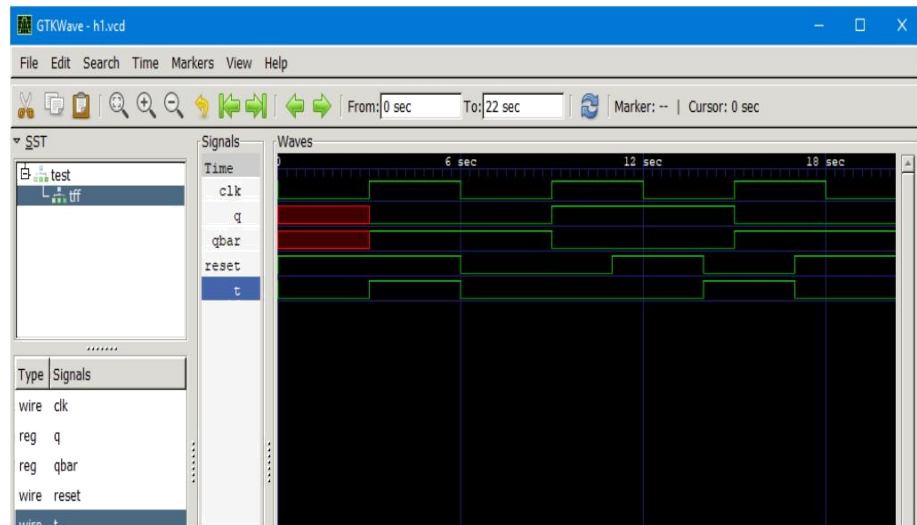 GTKWave - h1.vcd
File Edit Search Time Markers View Help
From: 0 sec To: 22 sec Marker: -- | Cursor: 0 sec
SST
test
tff
Type Signals
wire clk
reg q
reg qbar
wire reset
wire t
Signals
Time
clk
q
qbar
reset
t
Waves
0 6 sec 12 sec 18 sec